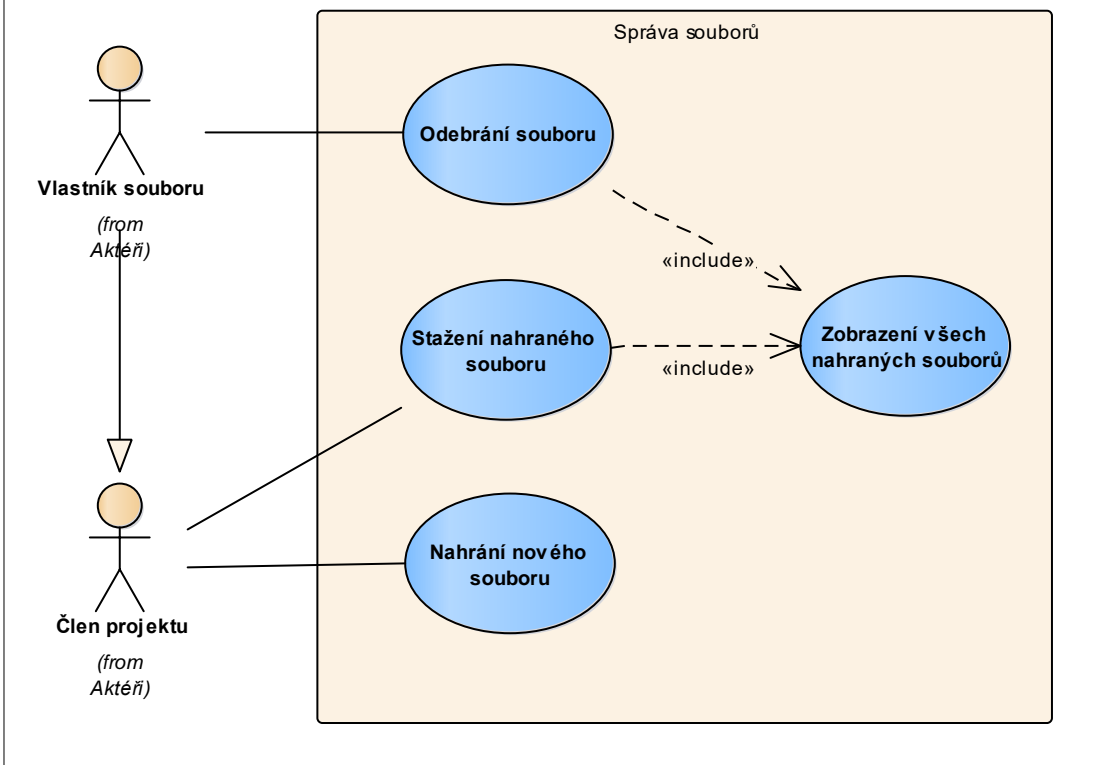 Správa souborů
Odebrání souboru
Vlastník souboru
(from
Aktéři)
«include»
Stažení nahraného
souboru
Zobrazení všech
nahraných souborů
«include»
Nahrání nového
souboru
Člen projektu
(from
Aktéři)